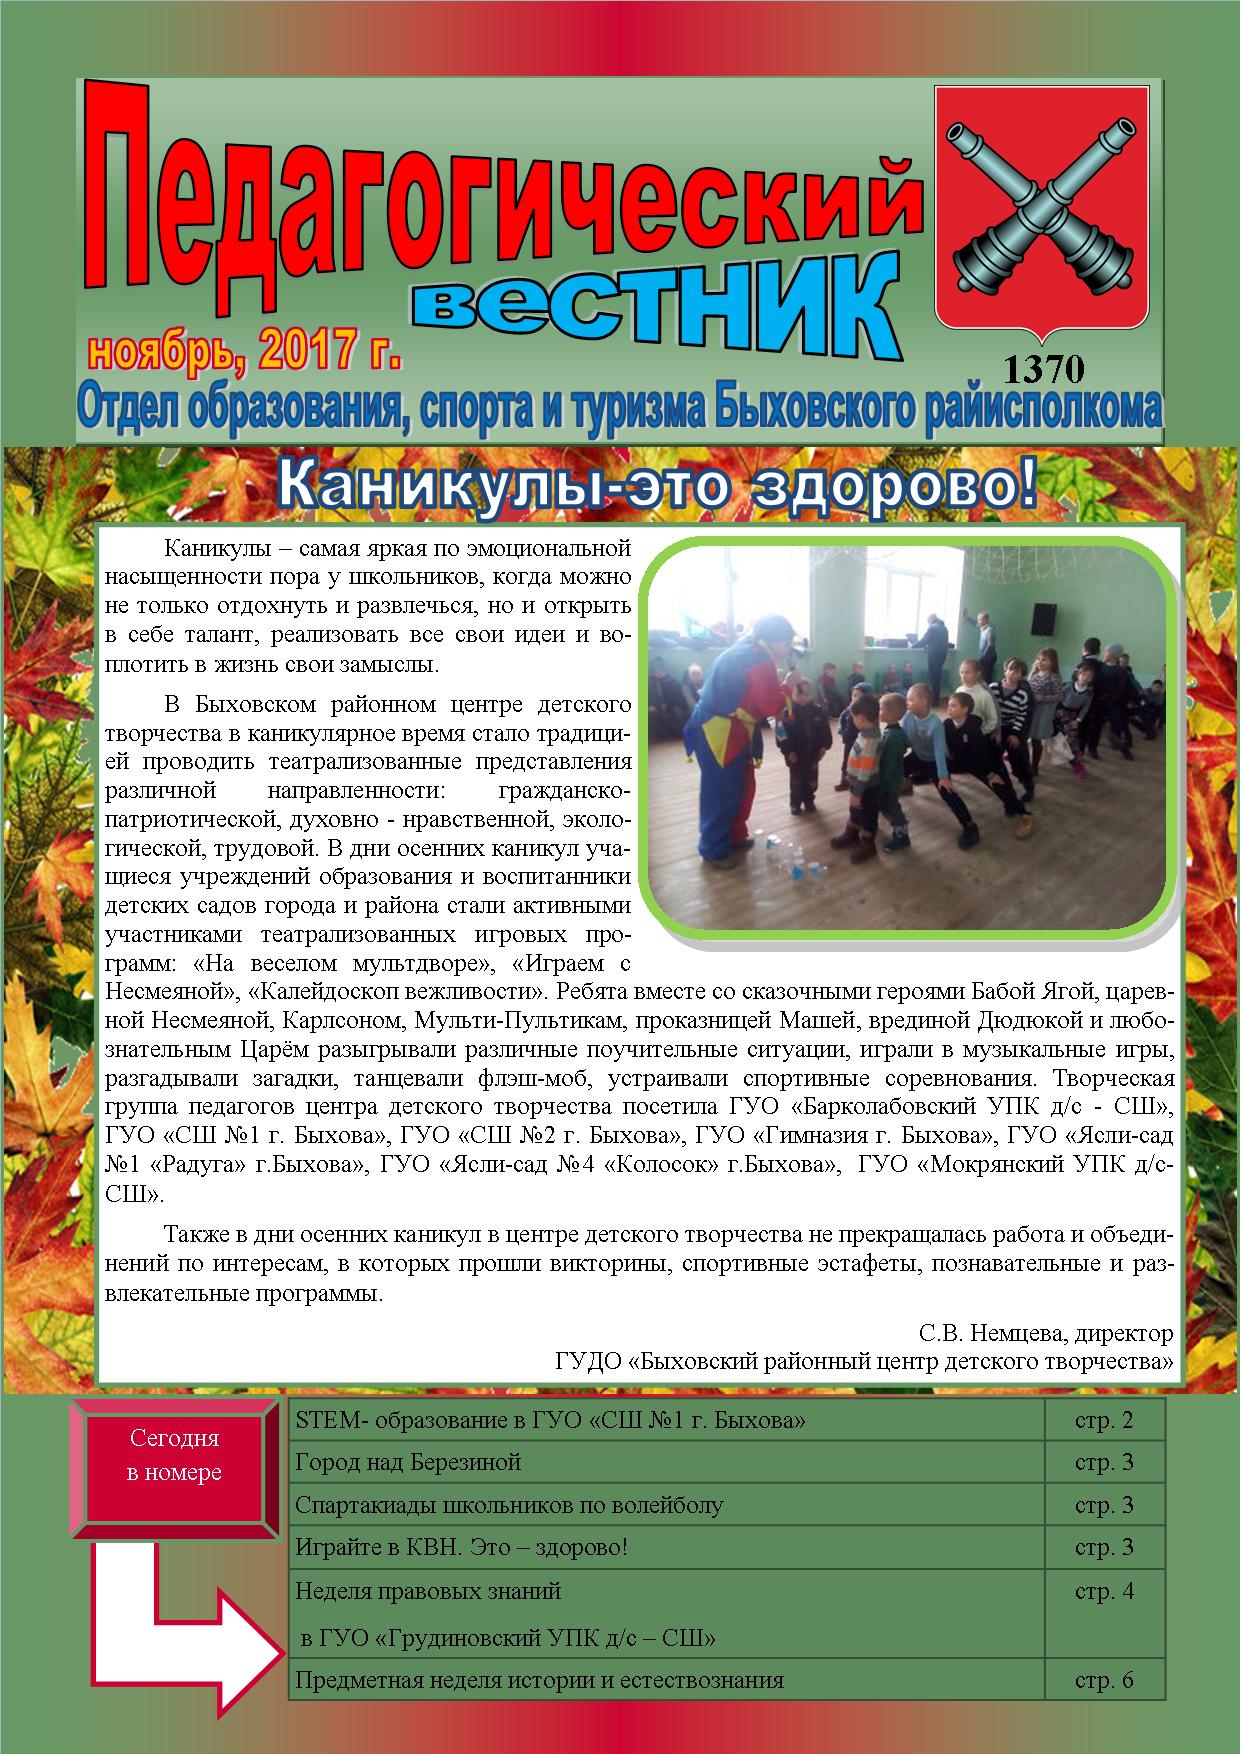 Педагогический
вестник
ноябрь, 2017 г.
1370
Отдел образования, спорта и туризма Быховского райисполкома
Каникулы-это здорово!
Каникулы – самая яркая по эмоциональной
насыщенности пора у школьников, когда можно
не только отдохнуть и развлечься, но и открыть
в себе талант, реализовать все свои идеи и во-
плотить в жизнь свои замыслы.
В Быховском районном центре детского
творчества в каникулярное время стало традици-
ей проводить театрализованные представления
различной направленности: гражданско-
патриотической, духовно - нравственной, эколо-
гической, трудовой. В дни осенних каникул уча-
щиеся учреждений образования и воспитанники
детских садов города и района стали активными
участниками театрализованных игровых про-
грамм: «На веселом мультдворе», «Играем с
Несмеяной», «Калейдоскоп вежливости». Ребята вместе со сказочными героями Бабой Ягой, царев-
ной Несмеяной, Карлсоном, Мульти-Пультикам, проказницей Машей, врединой Дюдюкой и любо-
знательным Царём разыгрывали различные поучительные ситуации, играли в музыкальные игры,
разгадывали загадки, танцевали флэш-моб, устраивали спортивные соревнования. Творческая
группа педагогов центра детского творчества посетила ГУО «Барколабовский УПК д/с - СШ»,
ГУО «СШ №1 г. Быхова», ГУО «СШ №2 г. Быхова», ГУО «Гимназия г. Быхова», ГУО «Ясли-сад
№1 «Радуга» г.Быхова», ГУО «Ясли-сад №4 «Колосок» г.Быхова», ГУО «Мокрянский УПК д/с-
СШ».
Также в дни осенних каникул в центре детского творчества не прекращалась работа и объеди-
нений по интересам, в которых прошли викторины, спортивные эстафеты, познавательные и раз-
влекательные программы.
С.В. Немцева, директор
ГУДО «Быховский районный центр детского творчества»
Сегодня
в номере
STEM- образование в ГУО «СШ №1 г. Быхова» стр. 2
Город над Березиной стр. 3
Спартакиады школьников по волейболу стр. 3
Играйте в КВН. Это – здорово! стр. 3
Неделя правовых знаний стр. 4
в ГУО «Грудиновский УПК д/с – СШ»
Предметная неделя истории и естествознания стр. 6